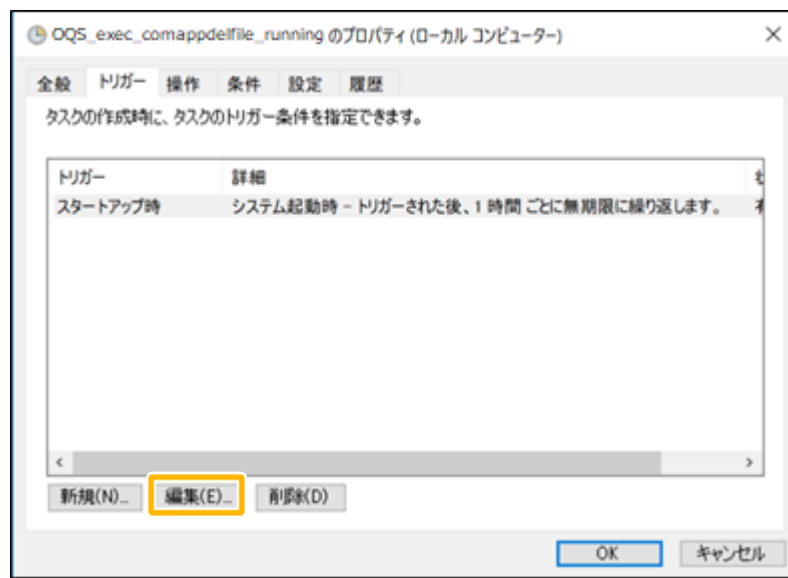 OQS_exec_comappdelfile_running のプロパティ (ローカル コンピューター)
全般 トリガー 操作 条件 設定 履歴
タスクの作成時に、タスクのトリガー条件を指定できます。
トリガー 詳細
スタートアップ時 システム起動時 - トリガーされた後、1 時間 ごとに無期限に繰り返します。
新規(N)... 編集(E)... 削除(D)
OK キャンセル